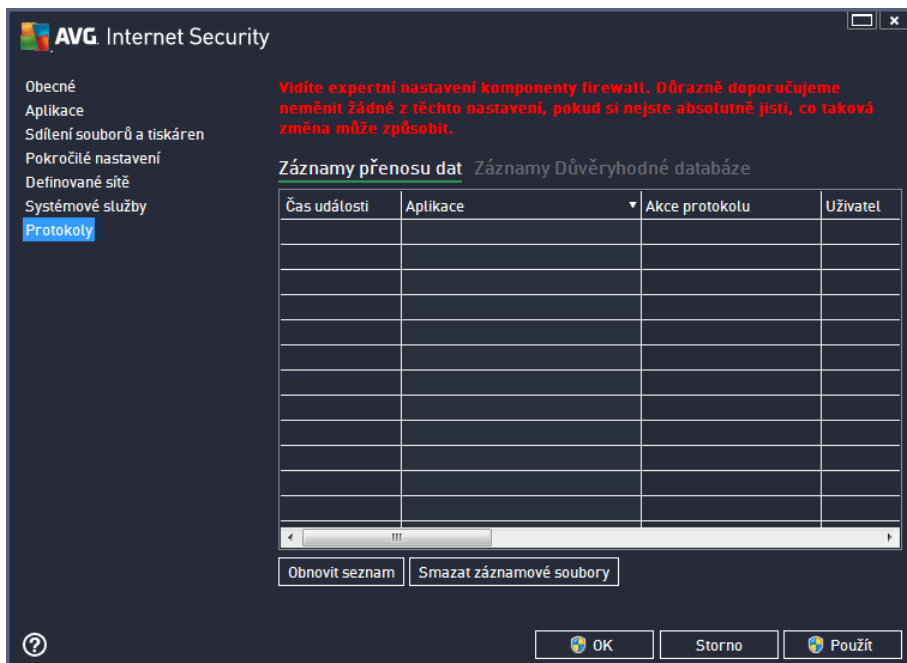 AVG. Internet Security
Obecné
Aplikace
Sdílení souborů a tiskáren
Pokročilé nastavení
Definované sítě
Systémové služby
Protokoly
Vidíte expertní nastavení komponenty firewall. Důrazně doporučujeme
neměnit žádné z těchto nastavení, pokud si nejste absolutně jisti, co taková
změna může způsobit.
Záznamy přenosu dat Záznamy Důvěryhodné databáze
Čas události Aplikace Akce protokolu Uživatel
Obnovit seznam Smazat záznamové soubory
OK Storno Použít